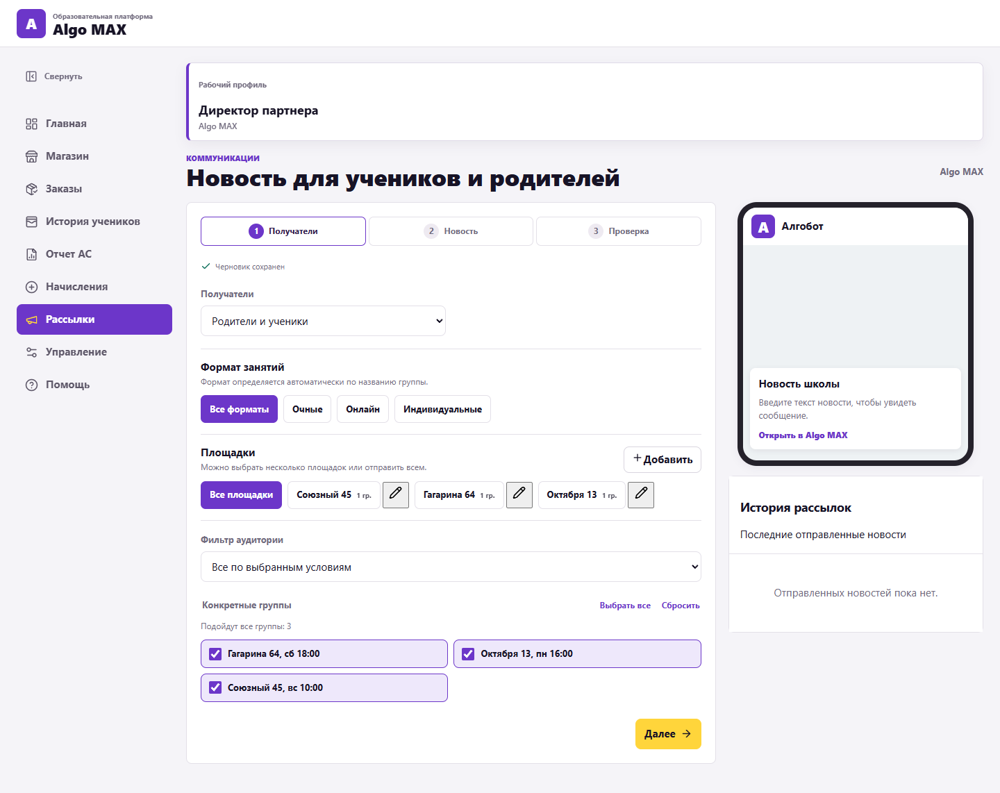 A
Образовательная платформа
Algo MAX
Свернуть
Главная
Магазин
Заказы
История учеников
Отчет АС
Начисления
Рассылки
Управление
Помощь
Рабочий профиль
Директор партнера
Algo MAX
КОММУНИКАЦИИ
Новость для учеников и родителей
Algo MAX
1 Получатели
2 Новость
3 Проверка
Черновик сохранен
Получатели
Родители и ученики
Формат занятий
Формат определяется автоматически по названию группы.
Все форматы
Очные
Онлайн
Индивидуальные
Площадки
Можно выбрать несколько площадок или отправить всем.
Добавить
Все площадки
Союзный 45 1 гр.
Гагарина 64 1 гр.
Октября 13 1 гр.
Фильтр аудитории
Все по выбранным условиям
Конкретные группы
Выбрать все
Сбросить
Подойдут все группы: 3
Гагарина 64, сб 18:00
Октября 13, пн 16:00
Союзный 45, вс 10:00
Далее
A
Алгобот
Новость школы
Введите текст новости, чтобы увидеть
сообщение.
Открыть в Algo MAX
История рассылок
Последние отправленные новости
Отправленных новостей пока нет.